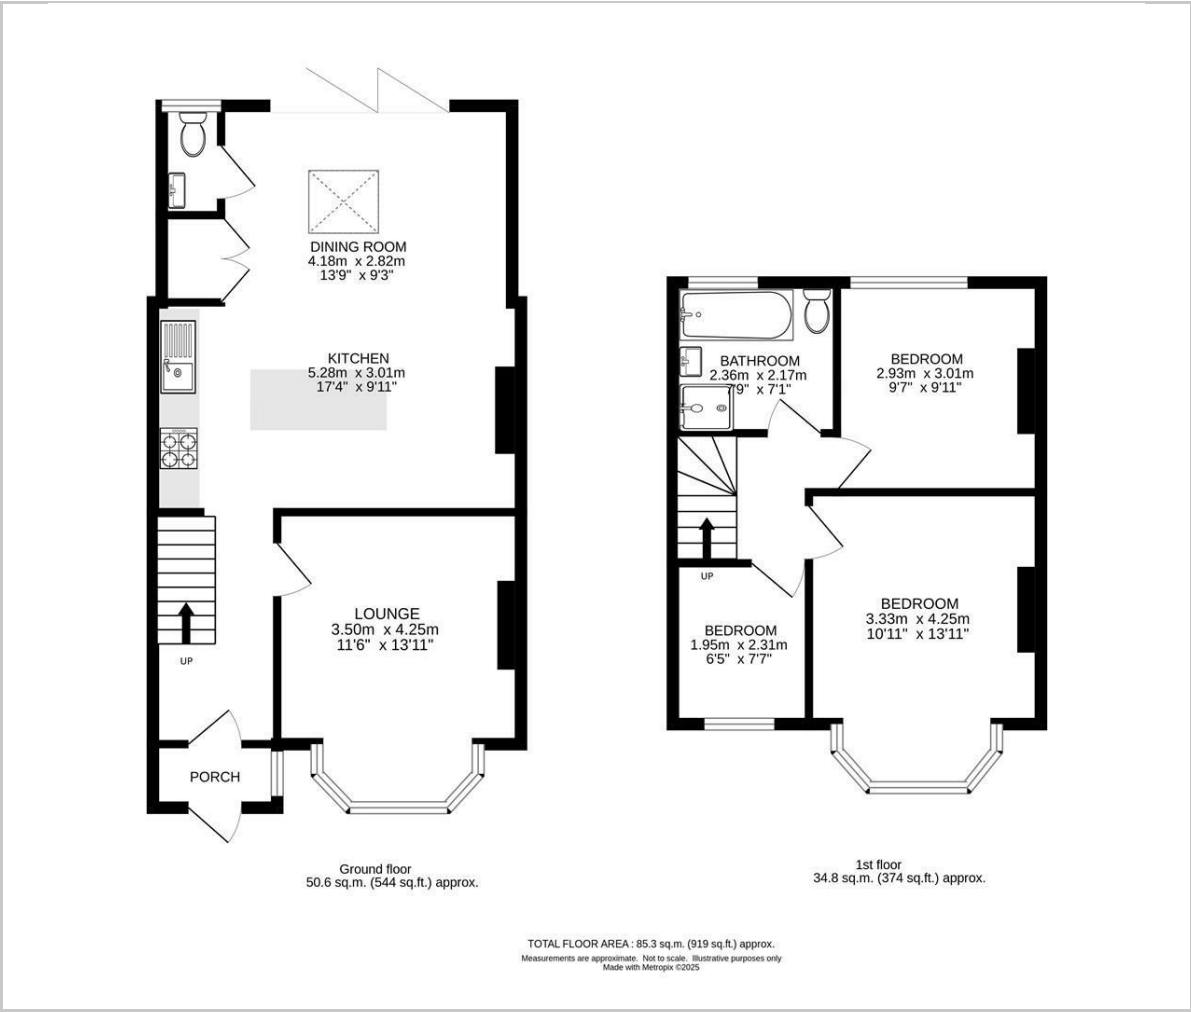 DINING ROOM
4.18m x 2.82m
13'9" x 9'3"
KITCHEN
5.28m x 3.01m
17'4" x 9'11"
LOUNGE
3.50m x 4.25m
11'6" x 13'11"
UP
PORCH
Ground floor
50.6 sq.m. (544 sq.ft.) approx.
BATHROOM
2.36m x 2.17m
7'9" x 7'1"
BEDROOM
2.93m x 3.01m
9'7" x 9'11"
UP
BEDROOM
3.33m x 4.25m
10'11" x 13'11"
BEDROOM
1.95m x 2.31m
6'5" x 7'7"
1st floor
34.8 sq.m. (374 sq.ft.) approx.
TOTAL FLOOR AREA : 85.3 sq.m. (919 sq.ft.) approx.
Measurements are approximate. Not to scale. Illustrative purposes only
Made with Metropix ©2025